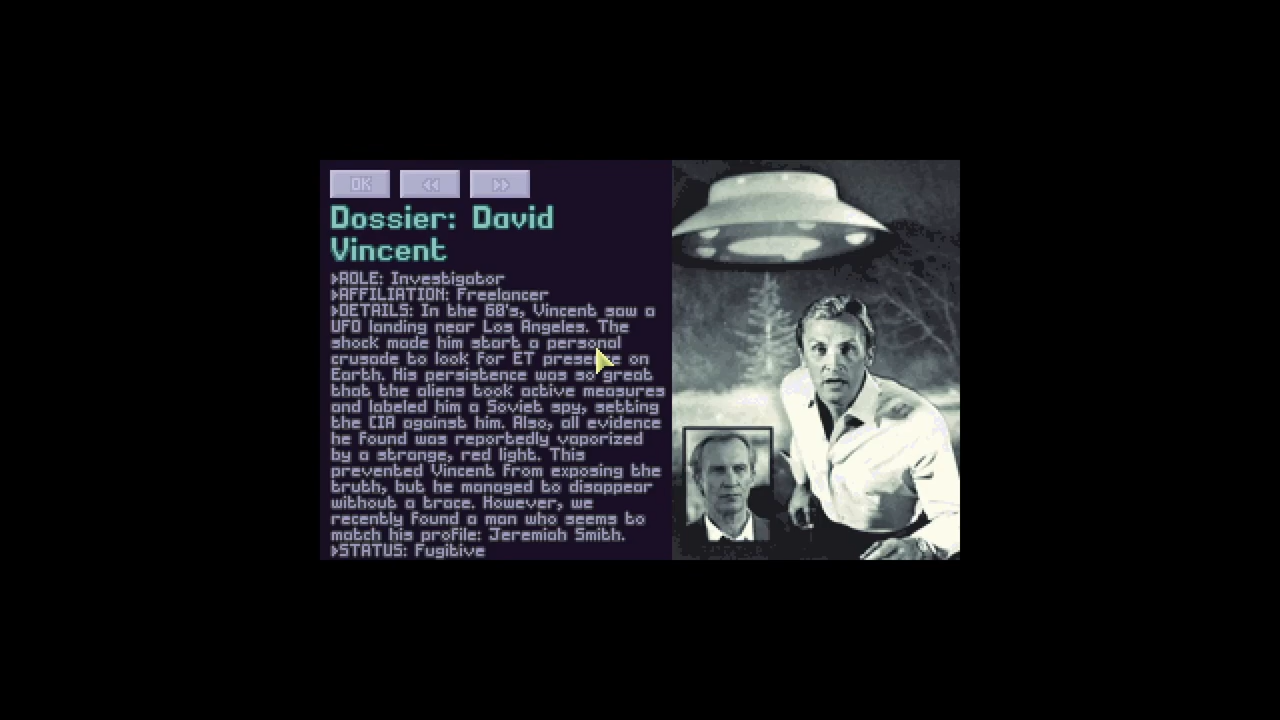 OK
Dossier: David
Vincent
ROLE: Investigator
AFFILIATION: Freelancer
DETAILS: In the 60's, Vincent saw a
UFO landing near Los Angeles. The
shock made him start a personal
crusade to look for ET presence on
Earth. His persistence was so great
that the aliens took active measures
and labeled him a Soviet spy, setting
the CIA against him. Also, all evidence
he found was reportedly vaporized
by a strange, red light. This
prevented Vincent from exposing the
truth, but he managed to disappear
without a trace. However, we
recently found a man who seems to
match his profile: Jeremiah Smith.
STATUS: Fugitive